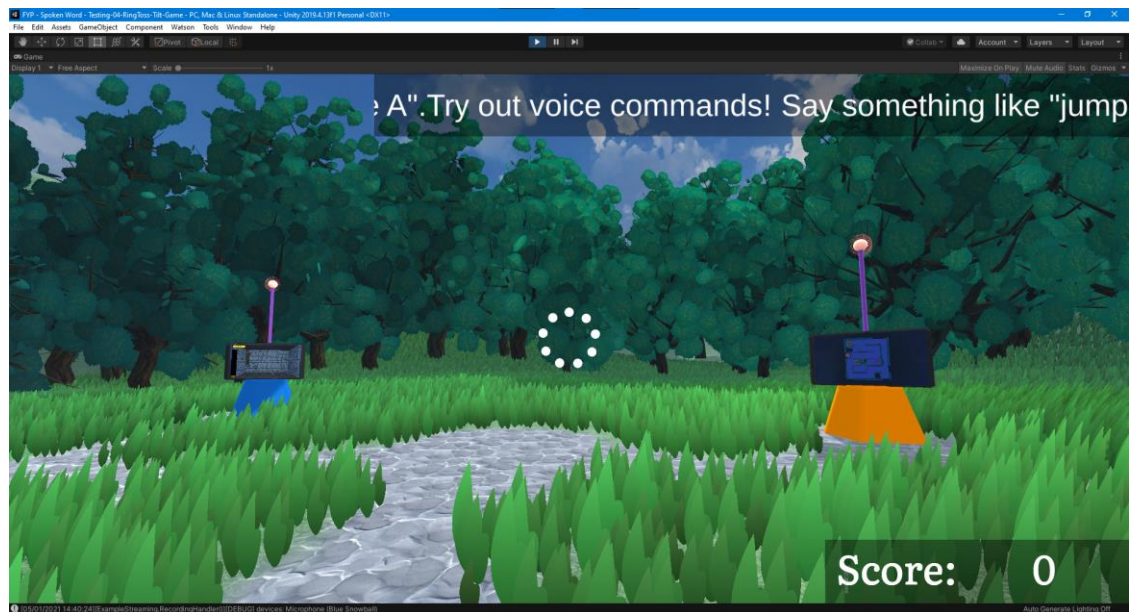 FYP - Spoken Word - Testing-04-RingToss-Tilt-Game - PC, Mac & Linux Standalone - Unity 2019.4.13f1 Personal <DX11>
File Edit Assets GameObject Component Watson Tools Window Help
Pivot Local Collab Account Layers Layout
Game
Display 1 Free Aspect Scale 1x Maximize On Play Mute Audio Stats Gizmos
A".Try out voice commands! Say something like "jump
Score: 0
[05/01/2021 14:40:24][ExampleStreaming.RecordingHandler()][DEBUG] devices: Microphone (Blue Snowball)
Auto Generate Lighting Off